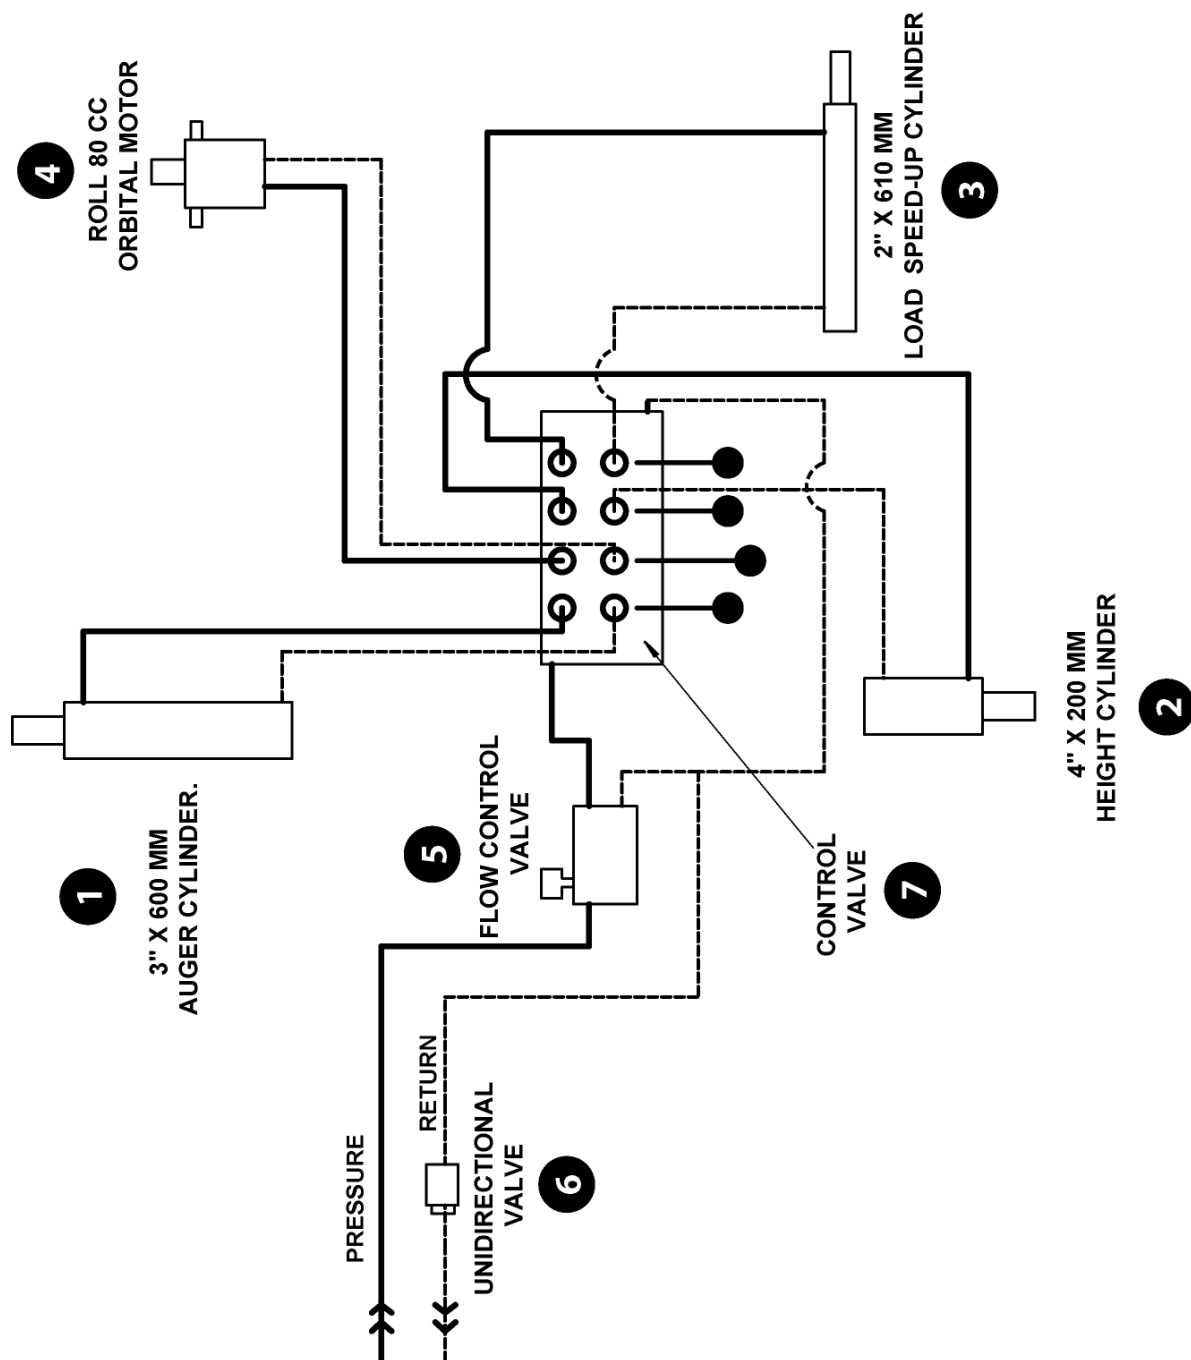 4
ROLL 80 CC
ORBITAL MOTOR
2" X 610 MM
LOAD SPEED-UP CYLINDER
3
1
3" X 600 MM
AUGER CYLINDER.
5
FLOW CONTROL
VALVE
4" X 200 MM
HEIGHT CYLINDER
2
CONTROL
VALVE
7
PRESSURE
RETURN
UNIDIRECTIONAL
VALVE
6